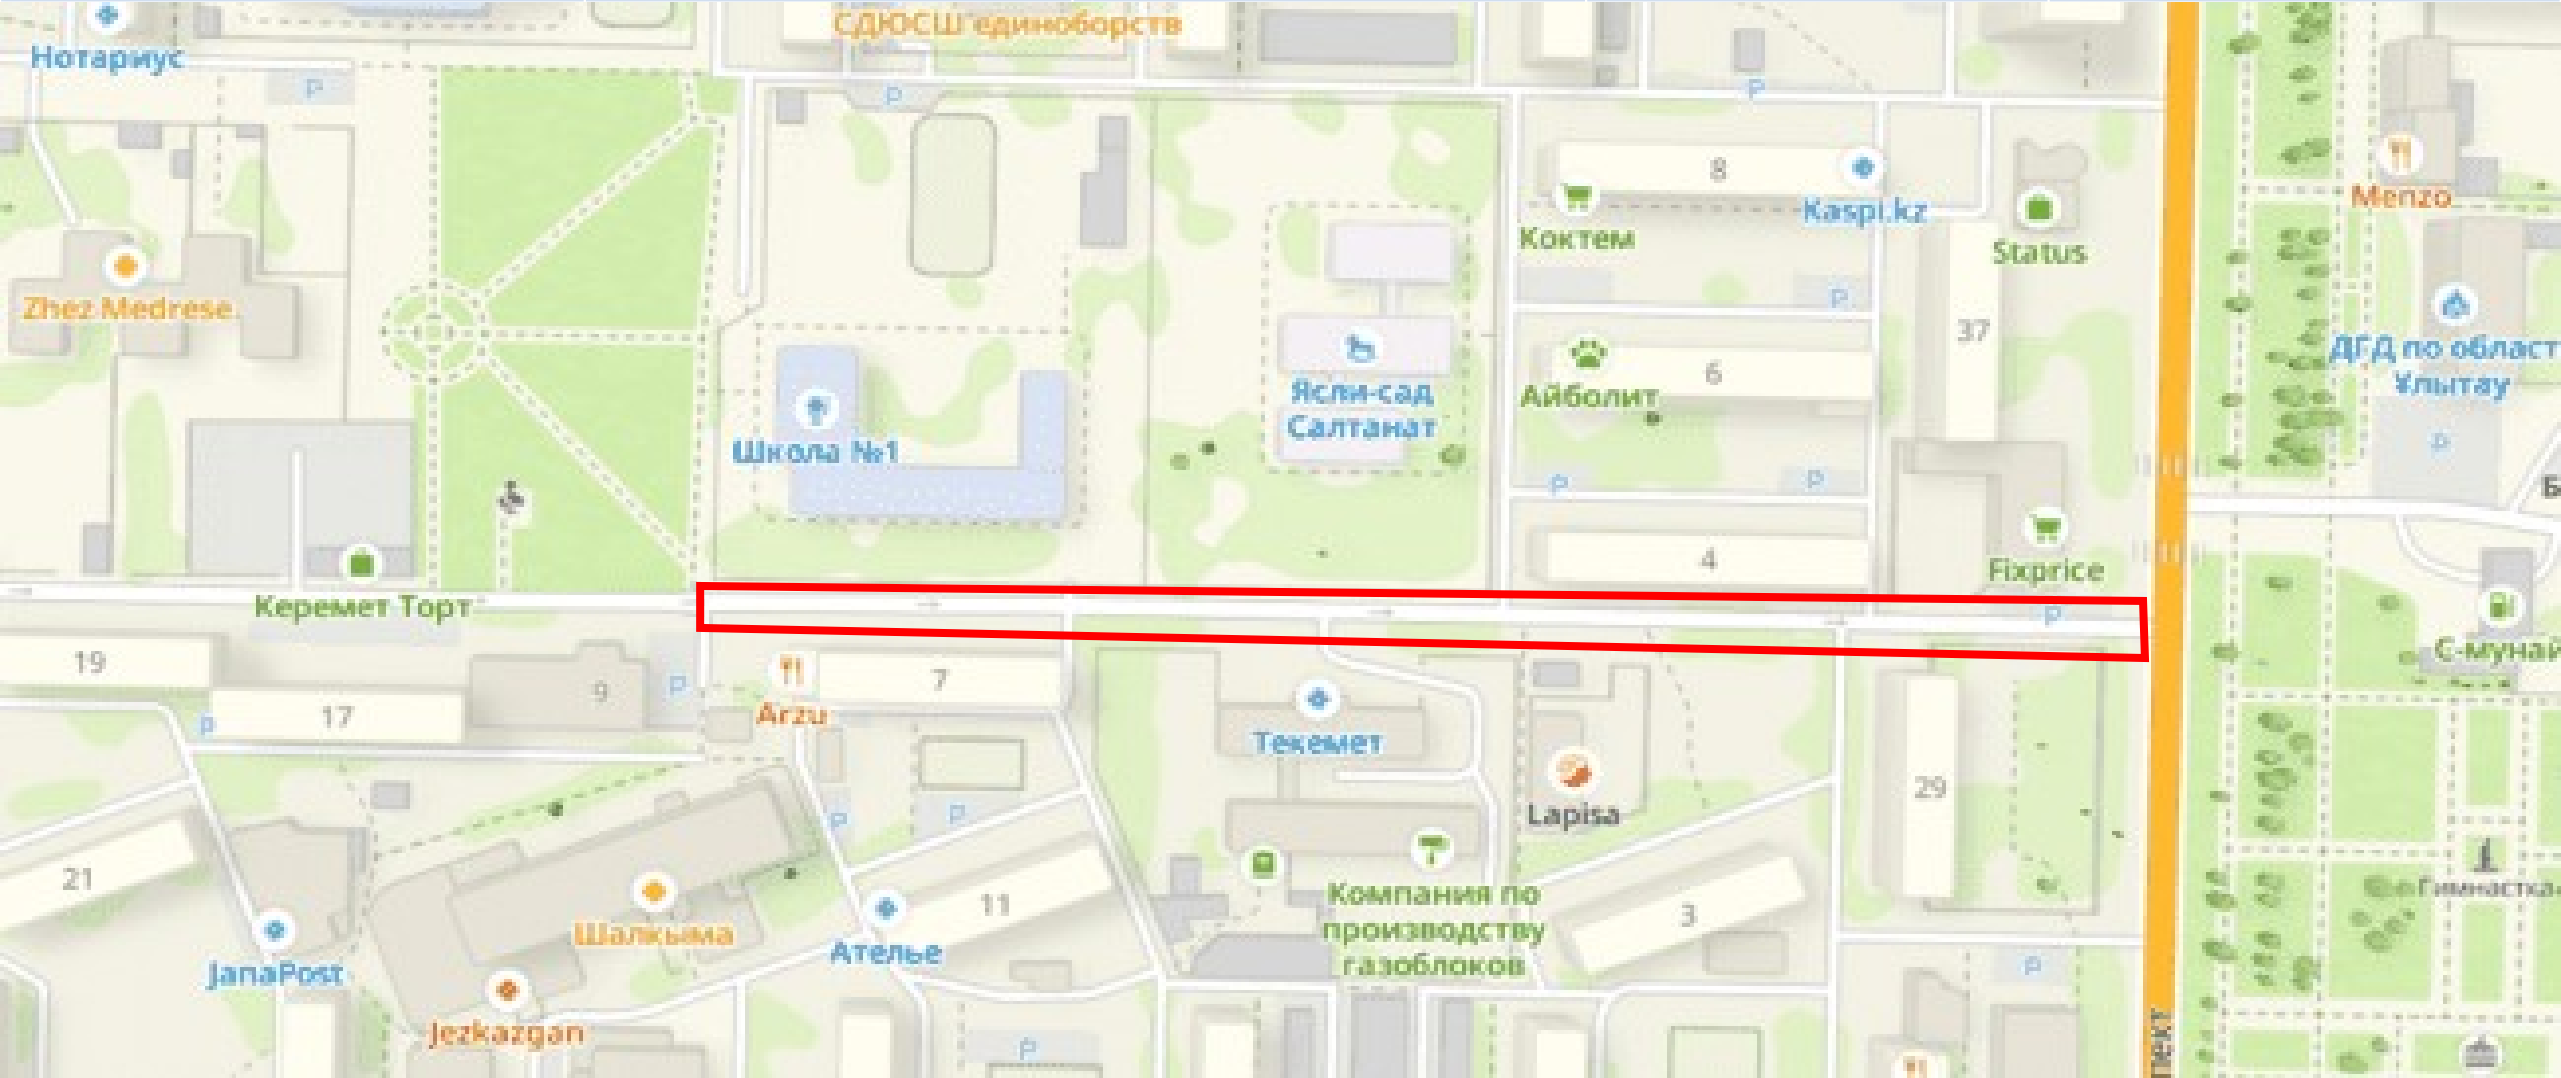 СДЮСШ единоборств
Нотариус
P
P
P
8
Menzo
Kaspi.kz
Коктем
Status
Zhez Medrese
P
37
ДГД по област
Ұлытау
6
Айболит
Ясли-сад
Салтанат
Школа №1
P
P
P
Б
4
Fixprice
Керемет Торт
P
С-мунай
19
9
P
7
17
P
Arzu
Текемет
29
Lapisa
P
P
21
Гимнастка
Компания по
производству
газоблоков
11
3
Шалкыма
Ателье
JanaPost
P
Jezkazgan
P
пект